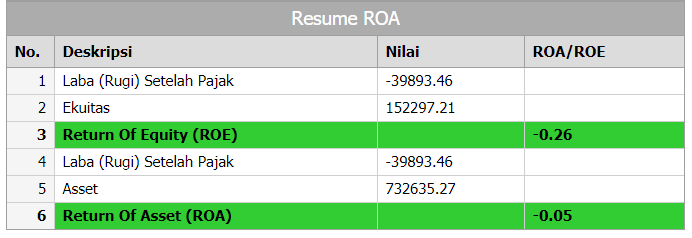 Resume ROA
No. Deskripsi Nilai ROA/ROE
1 Laba (Rugi) Setelah Pajak -39893.46
2 Ekuitas 152297.21
3 Return Of Equity (ROE) -0.26
4 Laba (Rugi) Setelah Pajak -39893.46
5 Asset 732635.27
6 Return Of Asset (ROA) -0.05